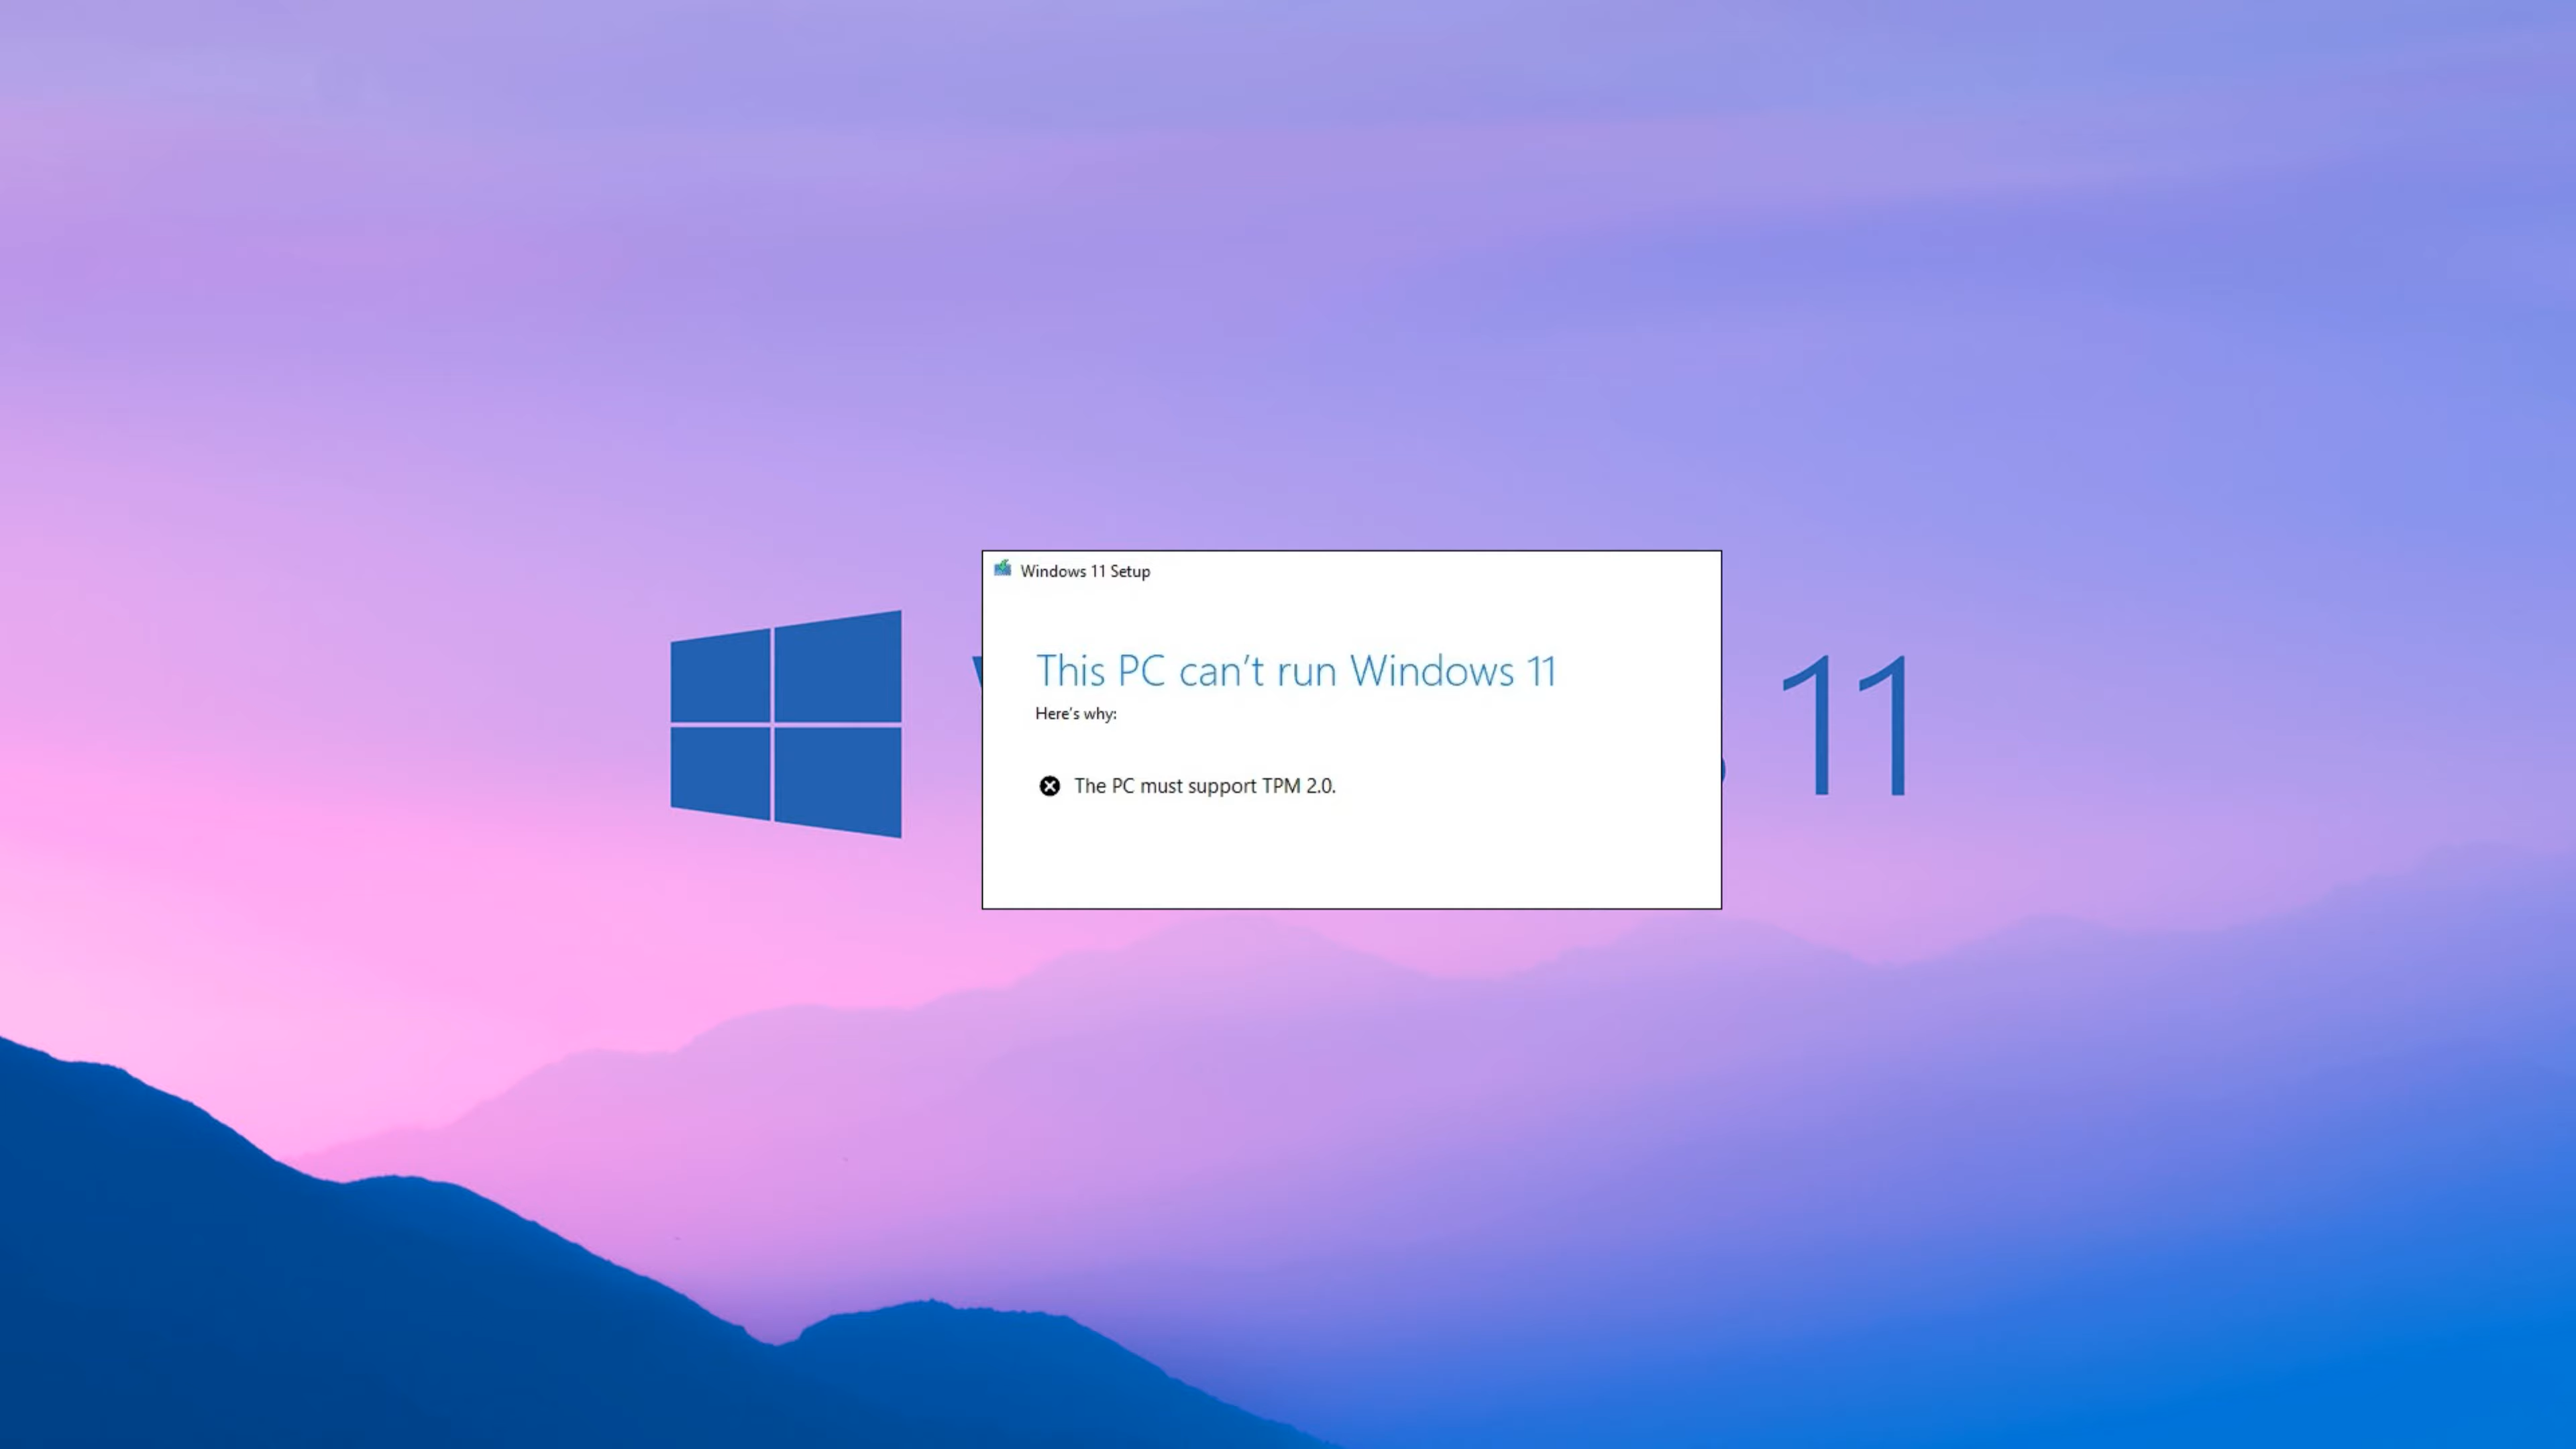 Windows 11 Setup
This PC can't run Windows 11
Here's why:
The PC must support TPM 2.0.
11